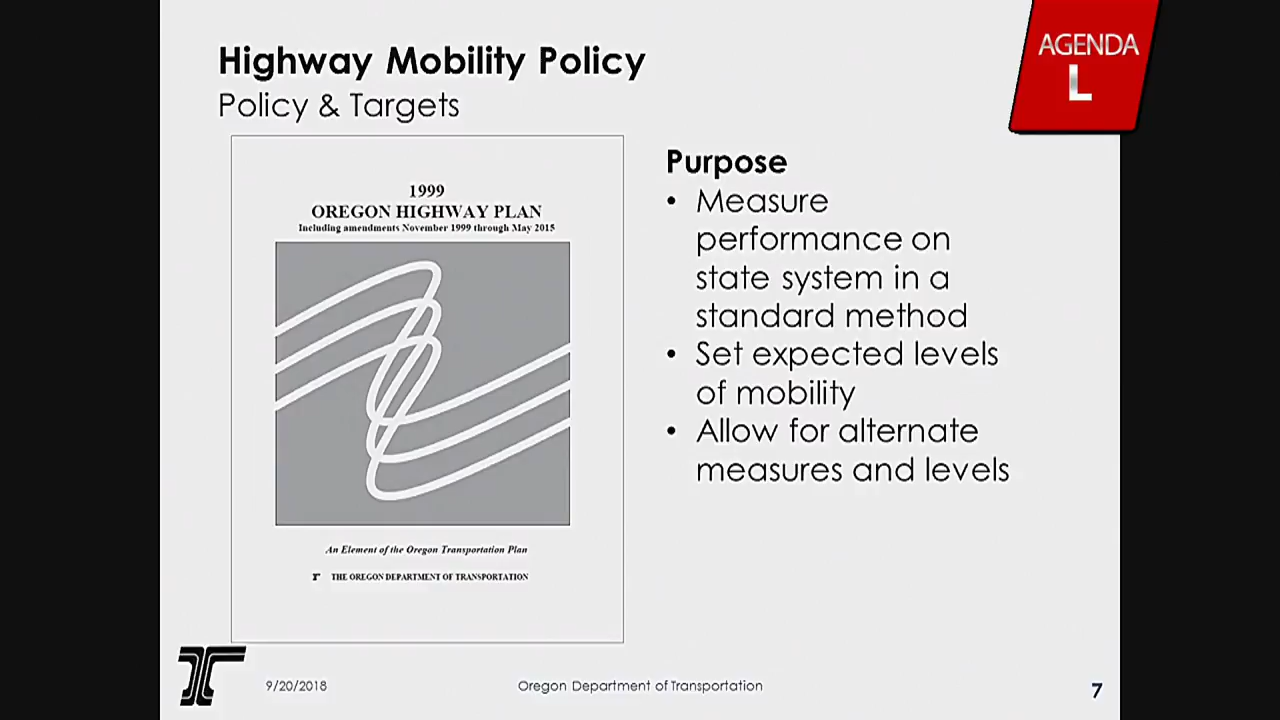 Highway Mobility Policy
Policy & Targets
AGENDA
L
1999
OREGON HIGHWAY PLAN
Including amendments November 1999 through May 2015
An Element of the Oregon Transportation Plan
THE OREGON DEPARTMENT OF TRANSPORTATION
Purpose
• Measure
performance on
state system in a
standard method
• Set expected levels
of mobility
• Allow for alternate
measures and levels
9/20/2018
Oregon Department of Transportation
7